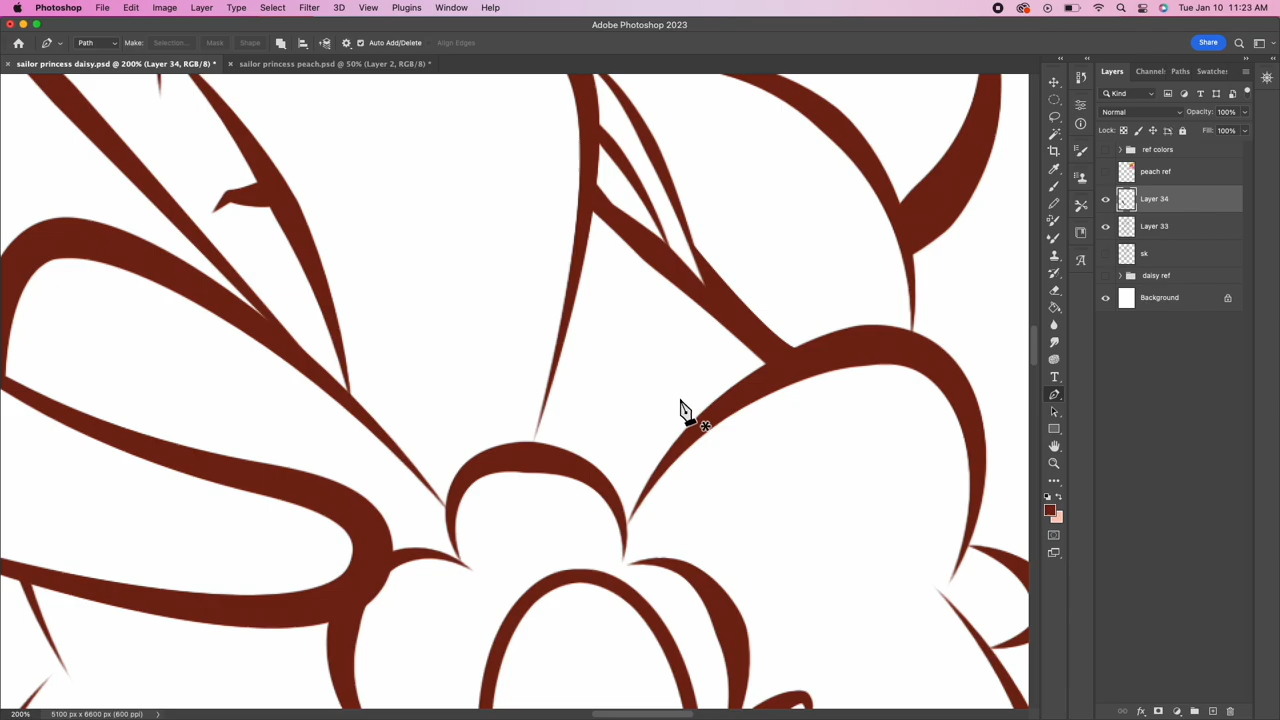 Photoshop File Edit Image Layer Type Select Filter 3D View Plugins Window Help Tue Jan 10 11:23 AM
Adobe Photoshop 2023
Path Make: Selection... Mask Shape Auto Add/Delete Align Edges Share
× sailor princess daisy.psd @ 200% (Layer 34, RGB/8) * × sailor princess peach.psd @ 50% (Layer 2, RGB/8) *
Layers Channel: Paths Swatche:
Kind
Normal Opacity: 100%
Lock: Fill: 100%
ref colors
peach ref
Layer 34
Layer 33
sk
daisy ref
Background
200% 5100 px x 6600 px (600 ppi)